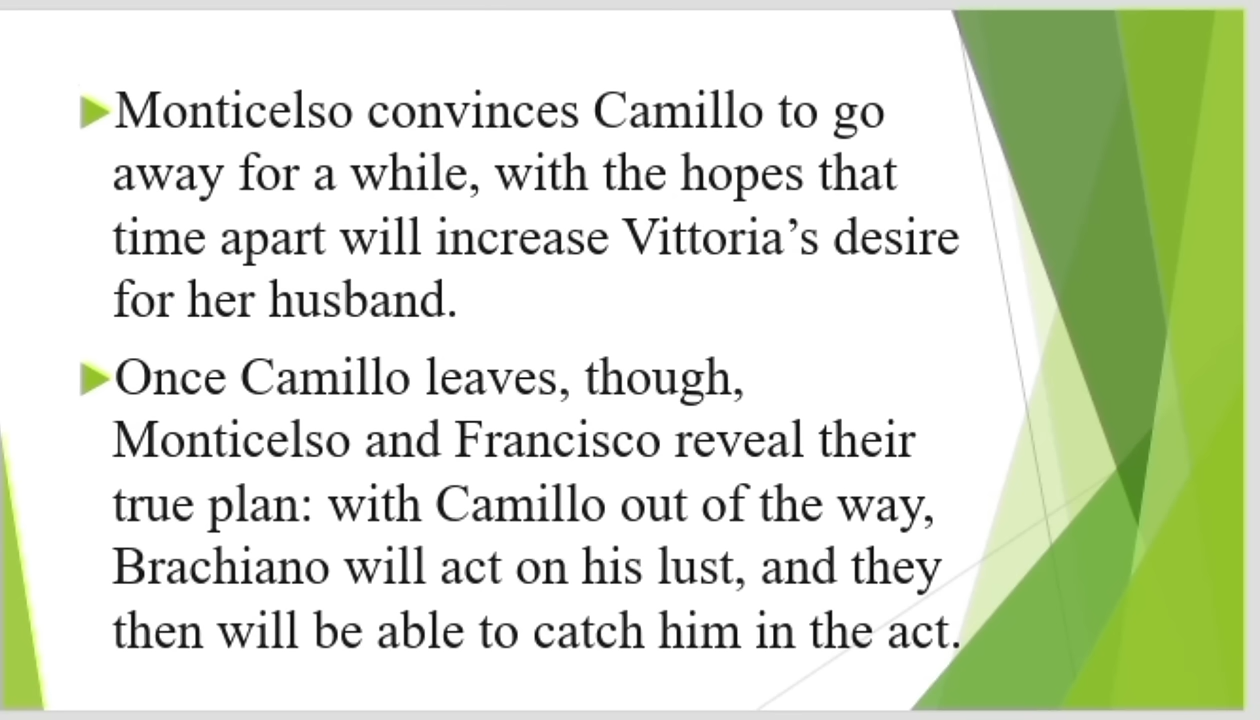 Monticelso convinces Camillo to go
away for a while, with the hopes that
time apart will increase Vittoria’s desire
for her husband.
Once Camillo leaves, though,
Monticelso and Francisco reveal their
true plan: with Camillo out of the way,
Brachiano will act on his lust, and they
then will be able to catch him in the act.